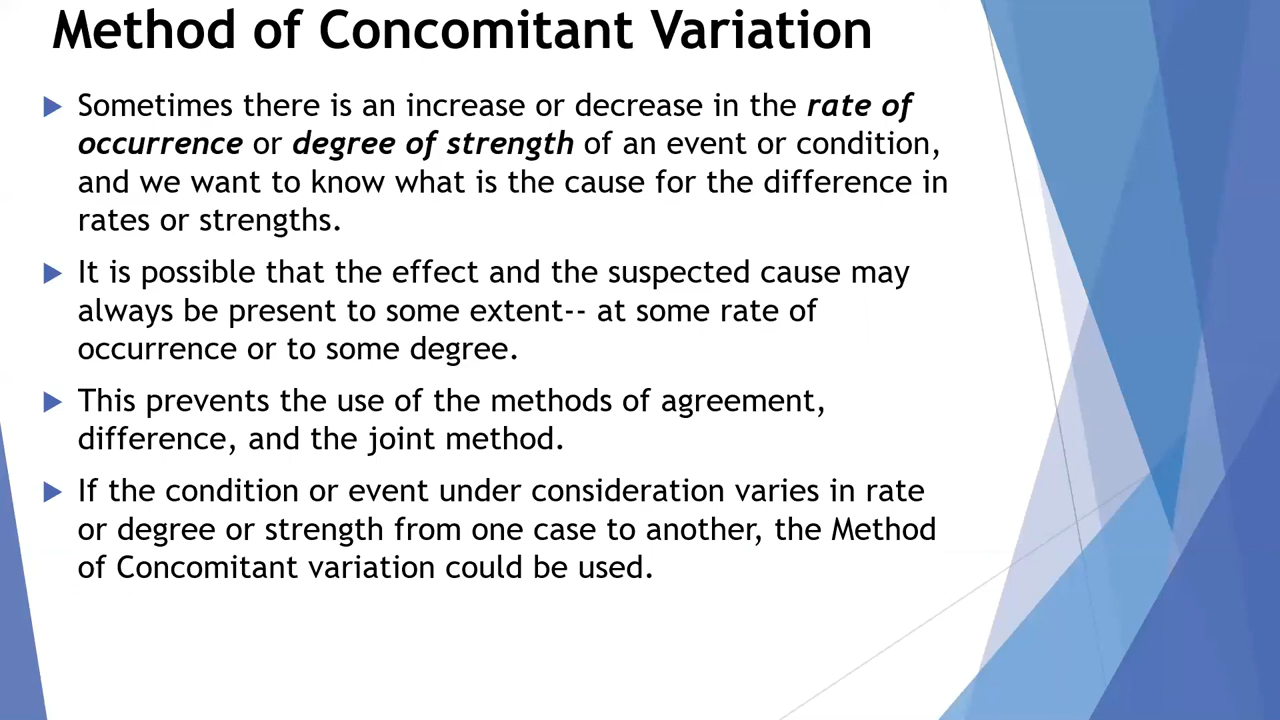 Method of Concomitant Variation
Sometimes there is an increase or decrease in the rate of
occurrence or degree of strength of an event or condition,
and we want to know what is the cause for the difference in
rates or strengths.
It is possible that the effect and the suspected cause may
always be present to some extent-- at some rate of
occurrence or to some degree.
This prevents the use of the methods of agreement,
difference, and the joint method.
If the condition or event under consideration varies in rate
or degree or strength from one case to another, the Method
of Concomitant variation could be used.